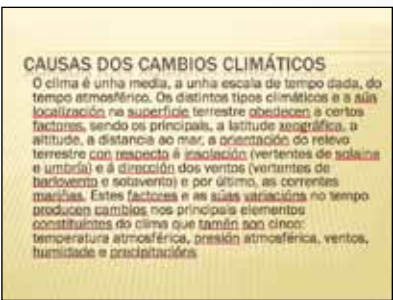 CAUSAS DOS CAMBIOS CLIMÁTICOS
O clima é unha media, a unha escala de tempo dada, do
tempo atmosférico. Os distintos tipos climáticos e a súa
localización na superficie terrestre obedecen a certos
factores, sendo os principais, a latitude xeográfica, a
altitude, a distancia ao mar, a orientación do relevo
terrestre con respecto á insolación (vertentes de solaina
e umbría) e á dirección dos ventos (vertentes de
barlovento e sotavento) e por último, as correntes
mariñas. Estes factores e as súas variacións no tempo
producen cambios nos principais elementos
constituíntes do clima que tamén son cinco:
temperatura atmosférica, presión atmosférica, ventos,
humidade e precipitacións